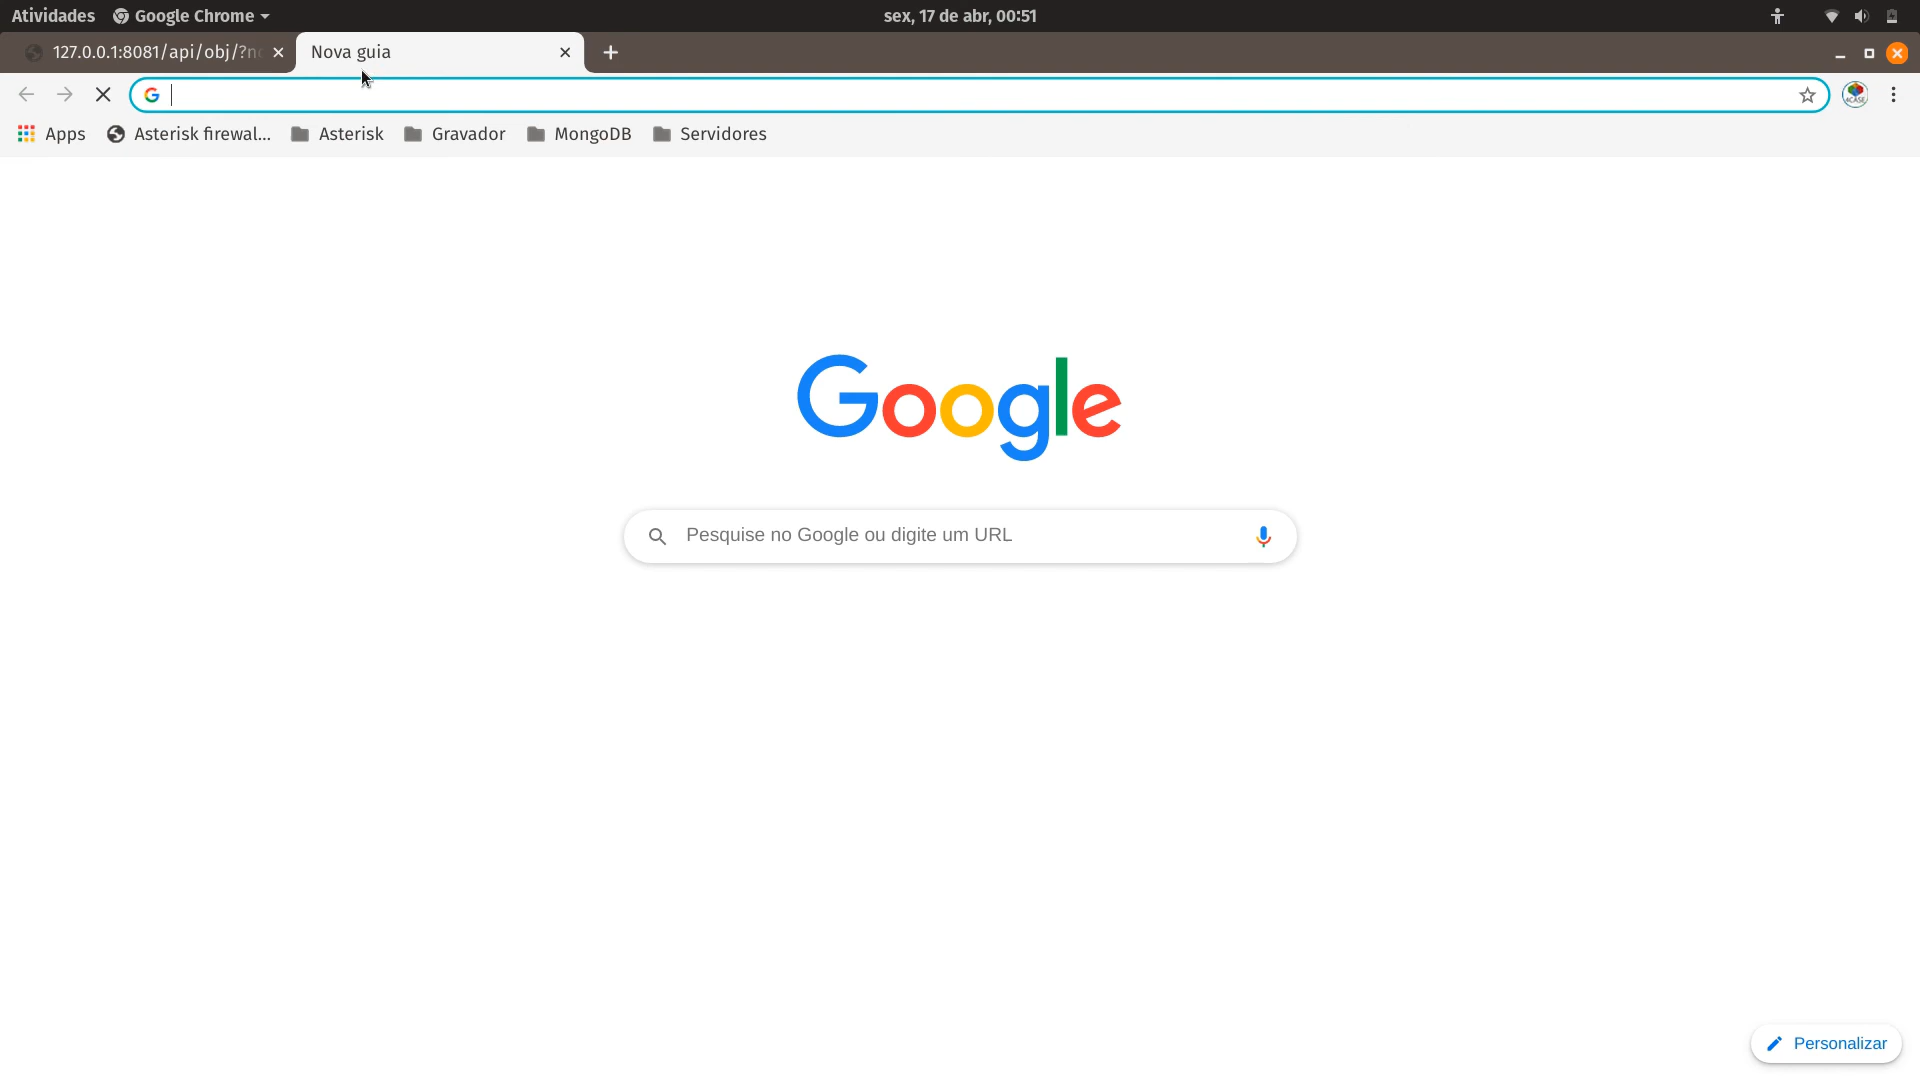 Atividades Google Chrome sex, 17 de abr, 00:51
127.0.0.1:8081/api/obj/?n Nova guia
Apps Asterisk firewal... Asterisk Gravador MongoDB Servidores
Google
Pesquise no Google ou digite um URL
Personalizar